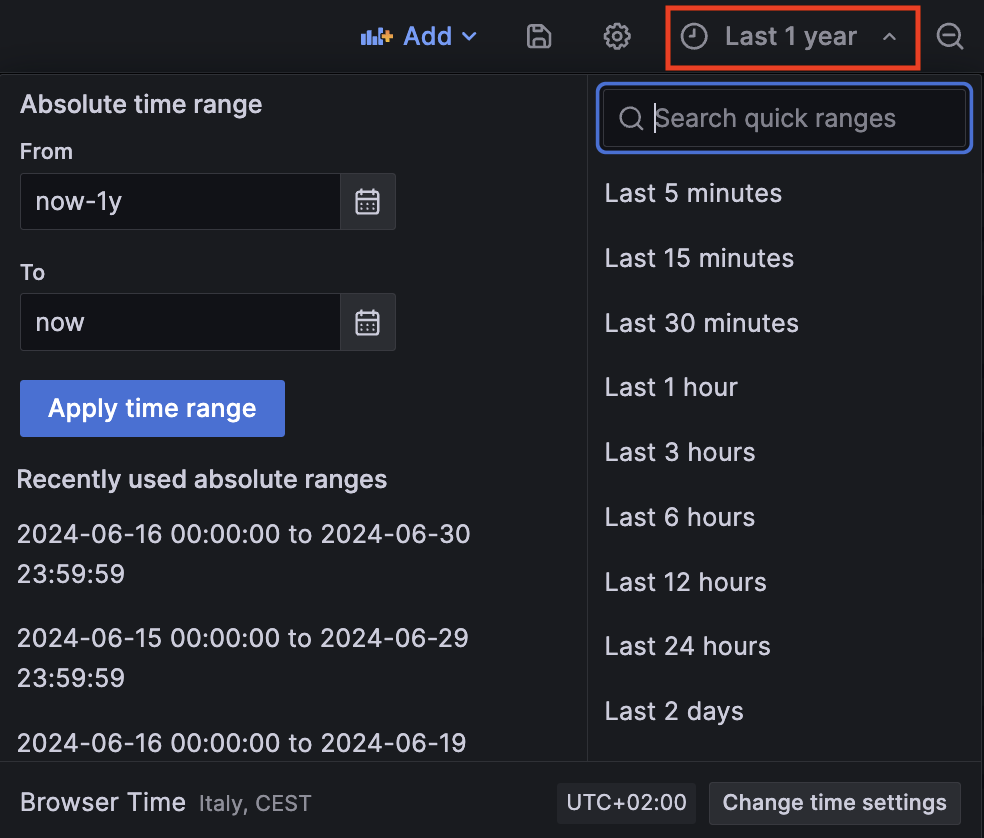 Add
Last 1 year
Absolute time range
From
now-1y
To
now
Apply time range
Recently used absolute ranges
2024-06-16 00:00:00 to 2024-06-30
23:59:59
2024-06-15 00:00:00 to 2024-06-29
23:59:59
2024-06-16 00:00:00 to 2024-06-19
Search quick ranges
Last 5 minutes
Last 15 minutes
Last 30 minutes
Last 1 hour
Last 3 hours
Last 6 hours
Last 12 hours
Last 24 hours
Last 2 days
Browser Time Italy, CEST
UTC+02:00
Change time settings